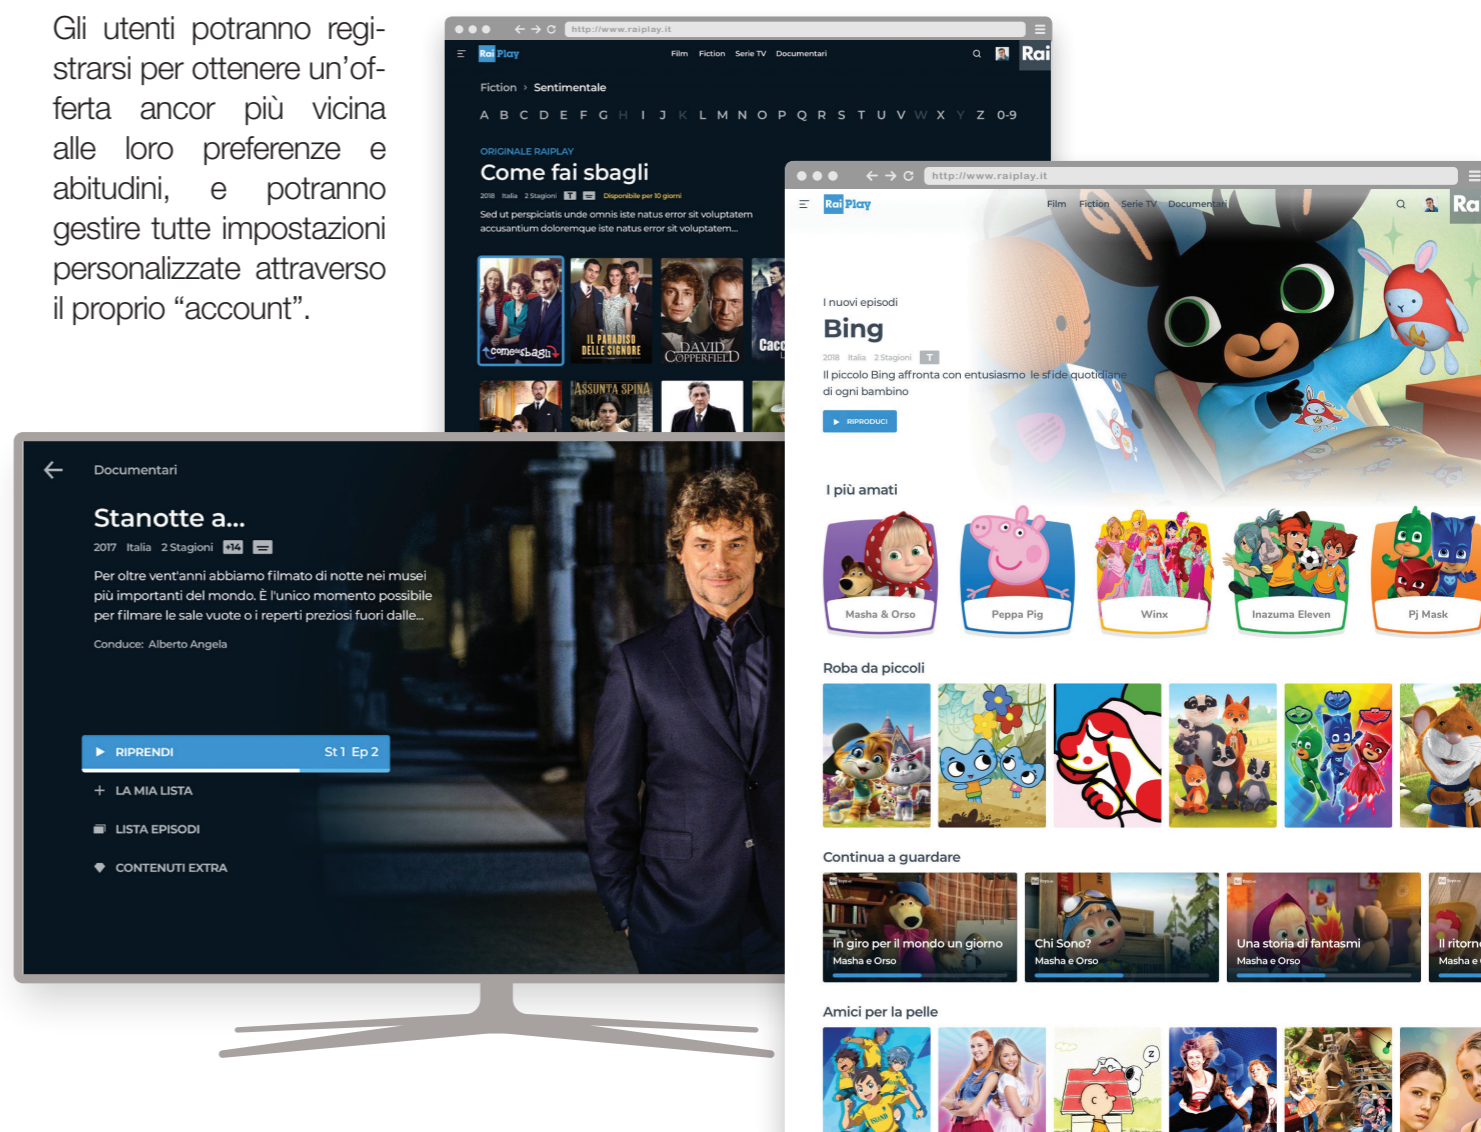 Gli utenti potranno regi-
strarsi per ottenere un’of-
ferta ancor più vicina
alle loro preferenze e
abitudini, e potranno
gestire tutte impostazioni
personalizzate attraverso
il proprio “account”.
http://www.raiplay.it
Rai Play Film Fiction Serie TV Documentari Rai
Fiction > Sentimentale
A B C D E F G H I J K L M N O P Q R S T U V W X Y Z 0-9
ORIGINALE RAIPLAY
Come fai sbagli
2018 Italia 2 Stagioni T Disponibile per 10 giorni
Sed ut perspiciatis unde omnis iste natus error sit voluptatem
accusantium doloremque iste natus error sit voluptatem...
come fai sbagli
IL PARADISO
DELLE SIGNORE
DAVID
COPPERFIELD
Cacc
ASSUNTA SPINA
http://www.raiplay.it
Rai Play Film Fiction Serie TV Documentari Ra
I nuovi episodi
Bing
2018 Italia 2 Stagioni T
Il piccolo Bing affronta con entusiasmo le sfide quotidiane
di ogni bambino
RIPRODUCI
I più amati
Masha & Orso Peppa Pig Winx Inazuma Eleven Pj Mask
Roba da piccoli
Continua a guardare
In giro per il mondo un giorno
Masha e Orso
Chi Sono?
Masha e Orso
Una storia di fantasmi
Masha e Orso
Il ritorn
Masha e
Amici per la pelle
Z
Documentari
Stanotte a...
2017 Italia 2 Stagioni +14
Per oltre vent'anni abbiamo filmato di notte nei musei
più importanti del mondo. È l'unico momento possibile
per filmare le sale vuote o i reperti preziosi fuori dalle...
Conduce: Alberto Angela
RIPRENDI St 1 Ep 2
+ LA MIA LISTA
LISTA EPISODI
CONTENUTI EXTRA